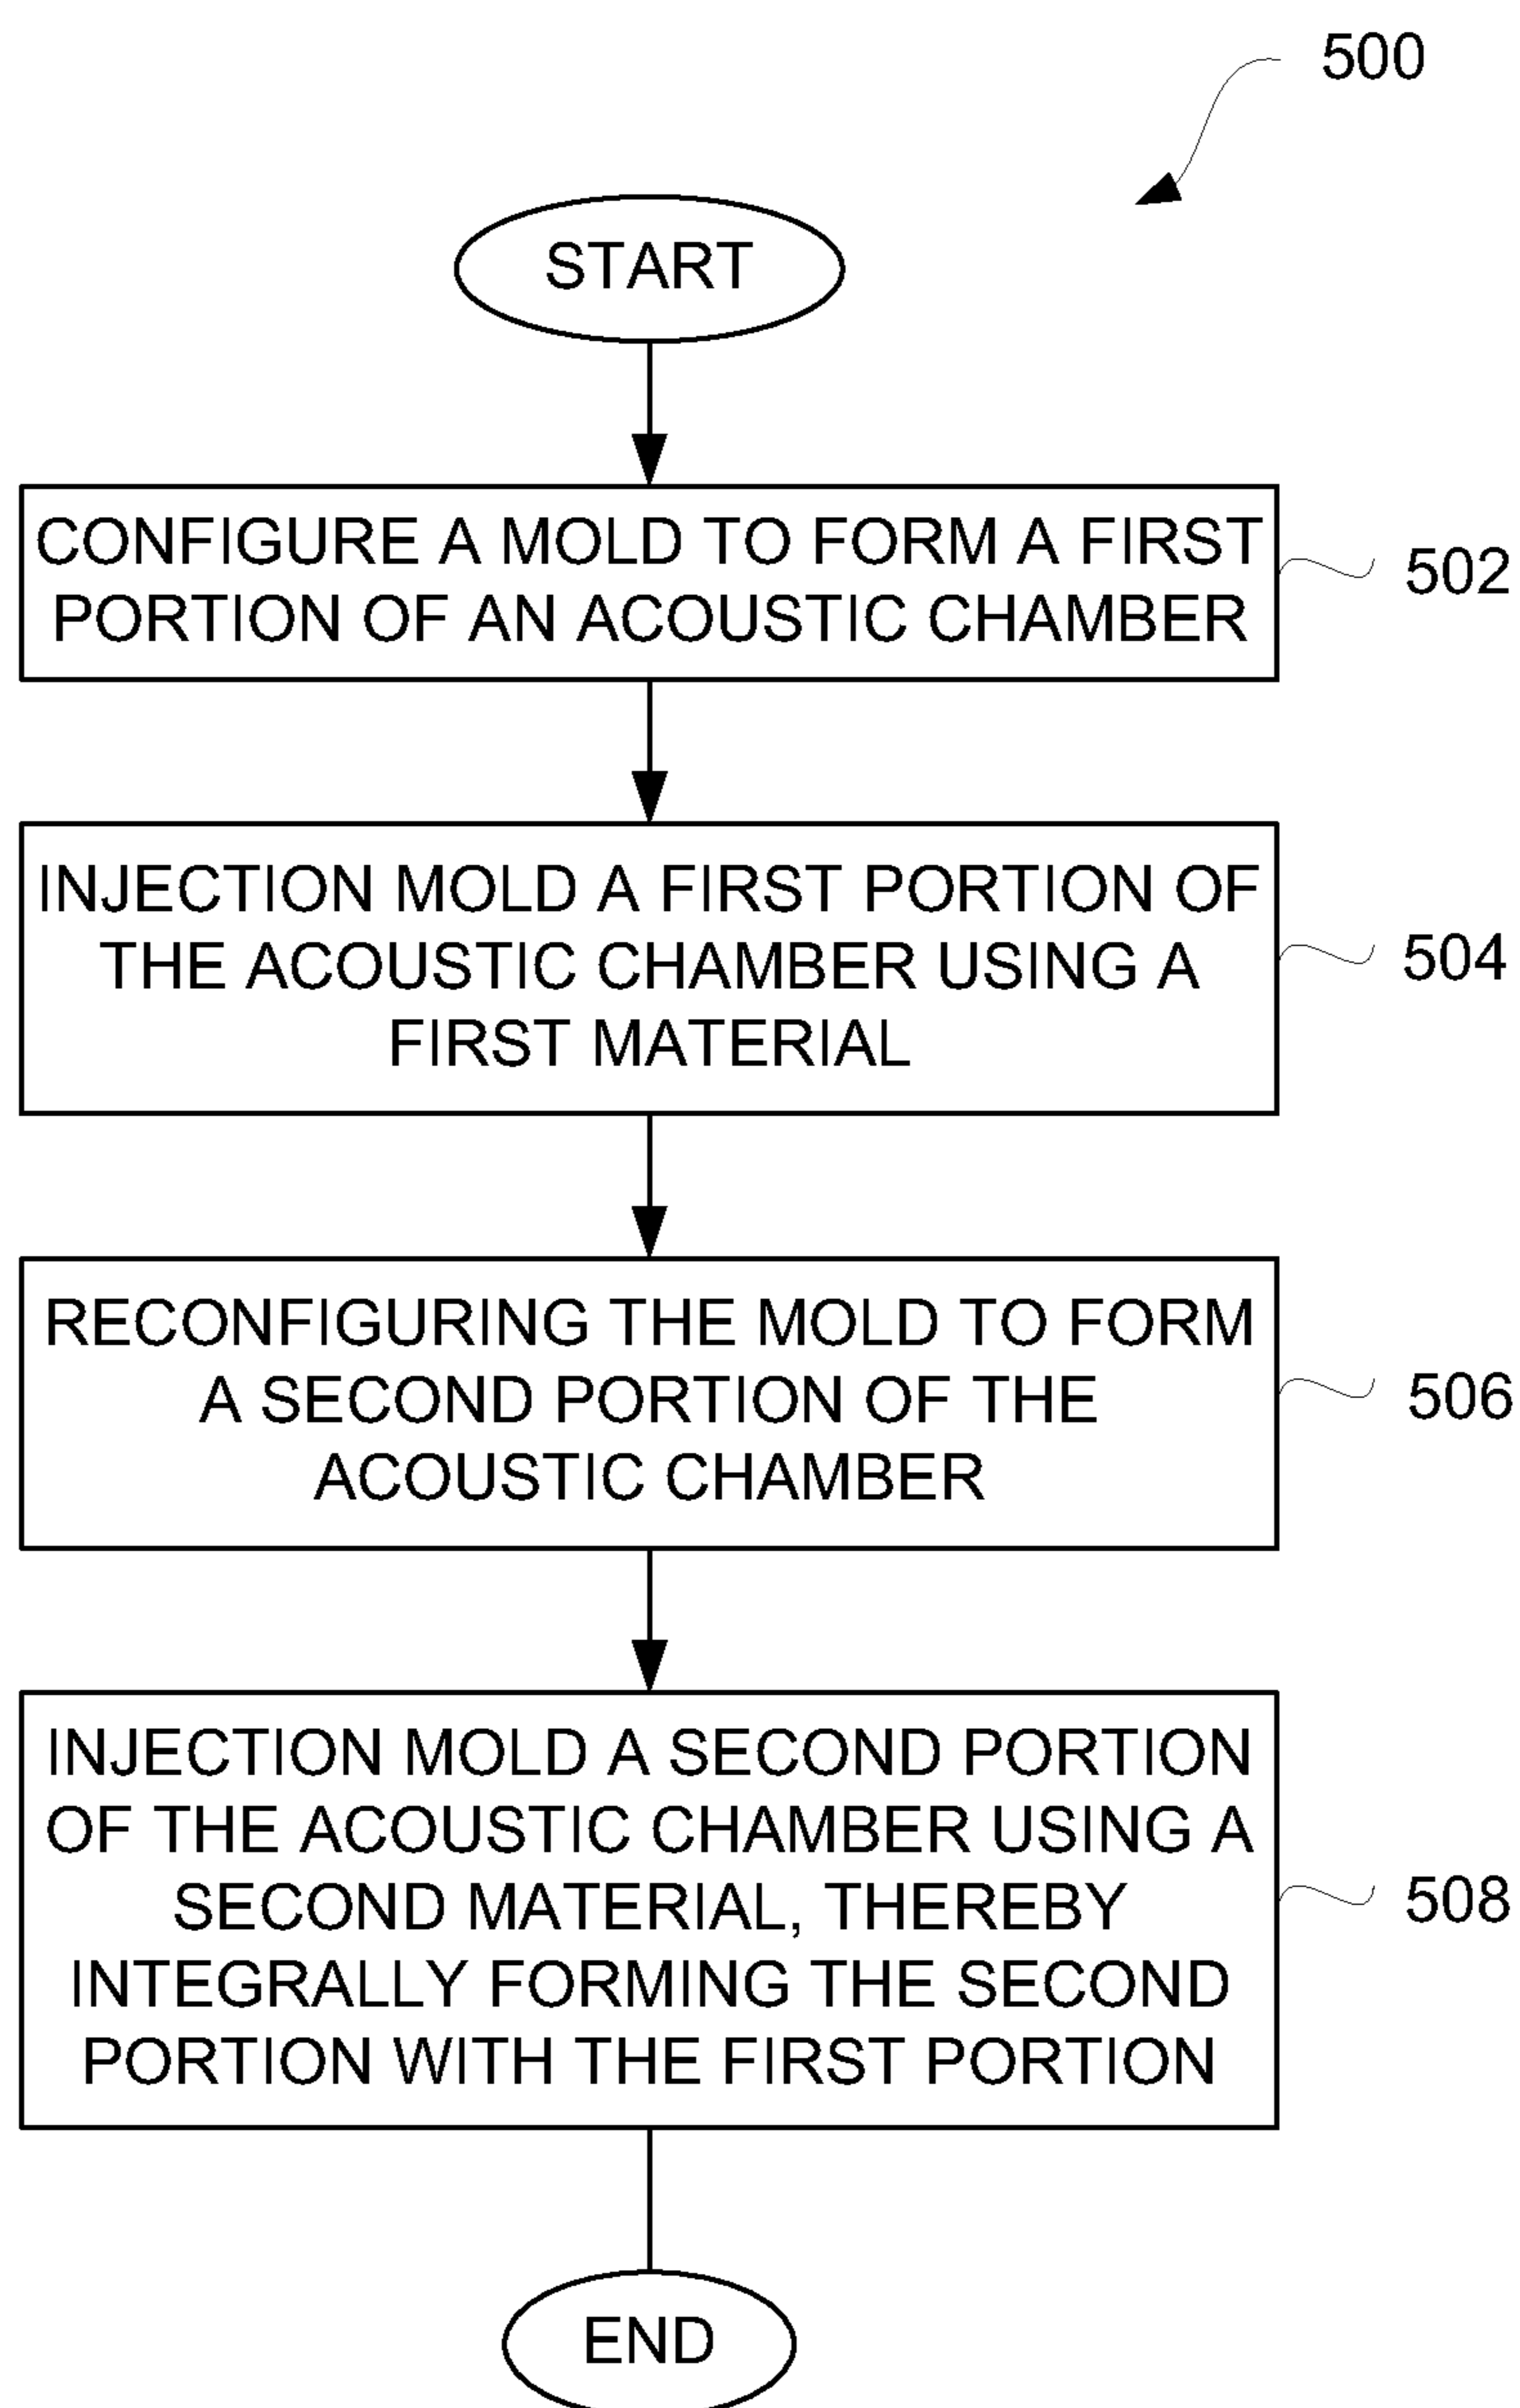 500
START
CONFIGURE A MOLD TO FORM A FIRST
PORTION OF AN ACOUSTIC CHAMBER
502
INJECTION MOLD A FIRST PORTION OF
THE ACOUSTIC CHAMBER USING A
FIRST MATERIAL
504
RECONFIGURING THE MOLD TO FORM
A SECOND PORTION OF THE
ACOUSTIC CHAMBER
506
INJECTION MOLD A SECOND PORTION
OF THE ACOUSTIC CHAMBER USING A
SECOND MATERIAL, THEREBY
INTEGRALLY FORMING THE SECOND
PORTION WITH THE FIRST PORTION
508
END